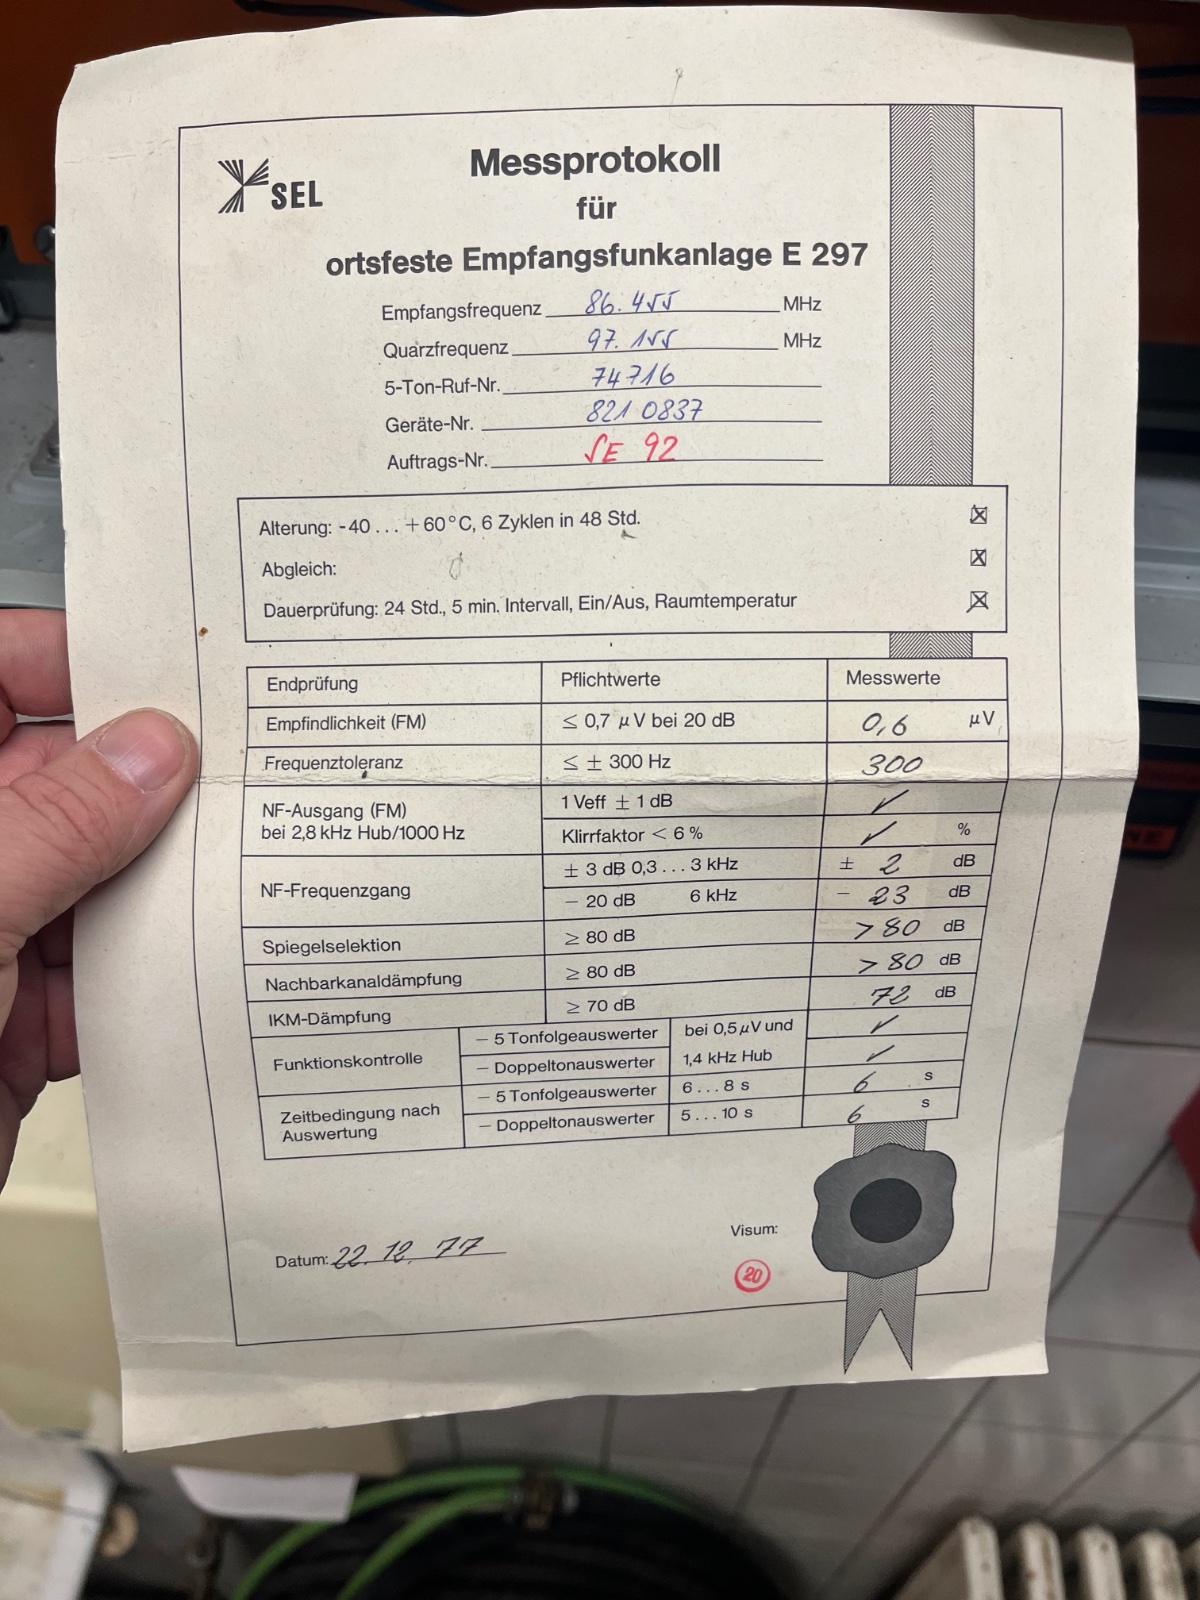 SEL
Messprotokoll
für
ortsfeste Empfangsfunkanlage E 297
Empfangsfrequenz 86.455 MHz
Quarzfrequenz 97.155 MHz
5-Ton-Ruf-Nr. 74716
Geräte-Nr. 821 0837
Auftrags-Nr. SE 92
Alterung: -40 . . . +60°C, 6 Zyklen in 48 Std. ☒
Abgleich: ☒
Dauerprüfung: 24 Std., 5 min. Intervall, Ein/Aus, Raumtemperatur ☒
Endprüfung Pflichtwerte Messwerte
Empfindlichkeit (FM) ≤ 0,7 µV bei 20 dB 0,6 µV
Frequenztoleranz ≤ ± 300 Hz 300
NF-Ausgang (FM)
bei 2,8 kHz Hub/1000 Hz
1 Veff ± 1 dB ✓
Klirrfaktor < 6 % ✓ %
NF-Frequenzgang
± 3 dB 0,3 . . . 3 kHz ± 2 dB
– 20 dB 6 kHz – 23 dB
Spiegelselektion ≥ 80 dB > 80 dB
Nachbarkanaldämpfung ≥ 80 dB > 80 dB
IKM-Dämpfung ≥ 70 dB 72 dB
Funktionskontrolle
– 5 Tonfolgeauswerter bei 0,5 µV und ✓
– Doppeltonauswerter 1,4 kHz Hub ✓
Zeitbedingung nach
Auswertung
– 5 Tonfolgeauswerter 6 . . . 8 s 6 s
– Doppeltonauswerter 5 . . . 10 s 6 s
Visum:
Datum: 22. 12. 77
20